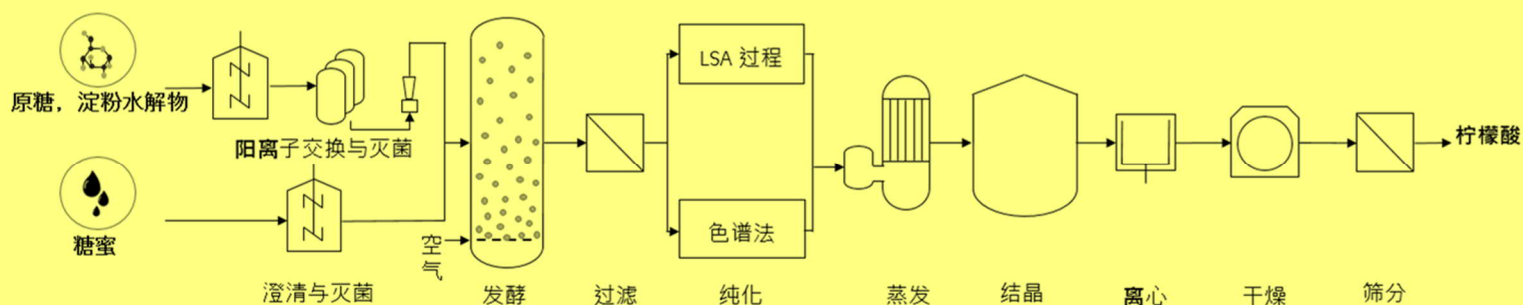 原糖，淀粉水解物
阳离子交换与灭菌
糖蜜
澄清与灭菌
空
气
发酵
过滤
LSA 过程
色谱法
纯化
蒸发
结晶
离心
干燥
筛分
柠檬酸